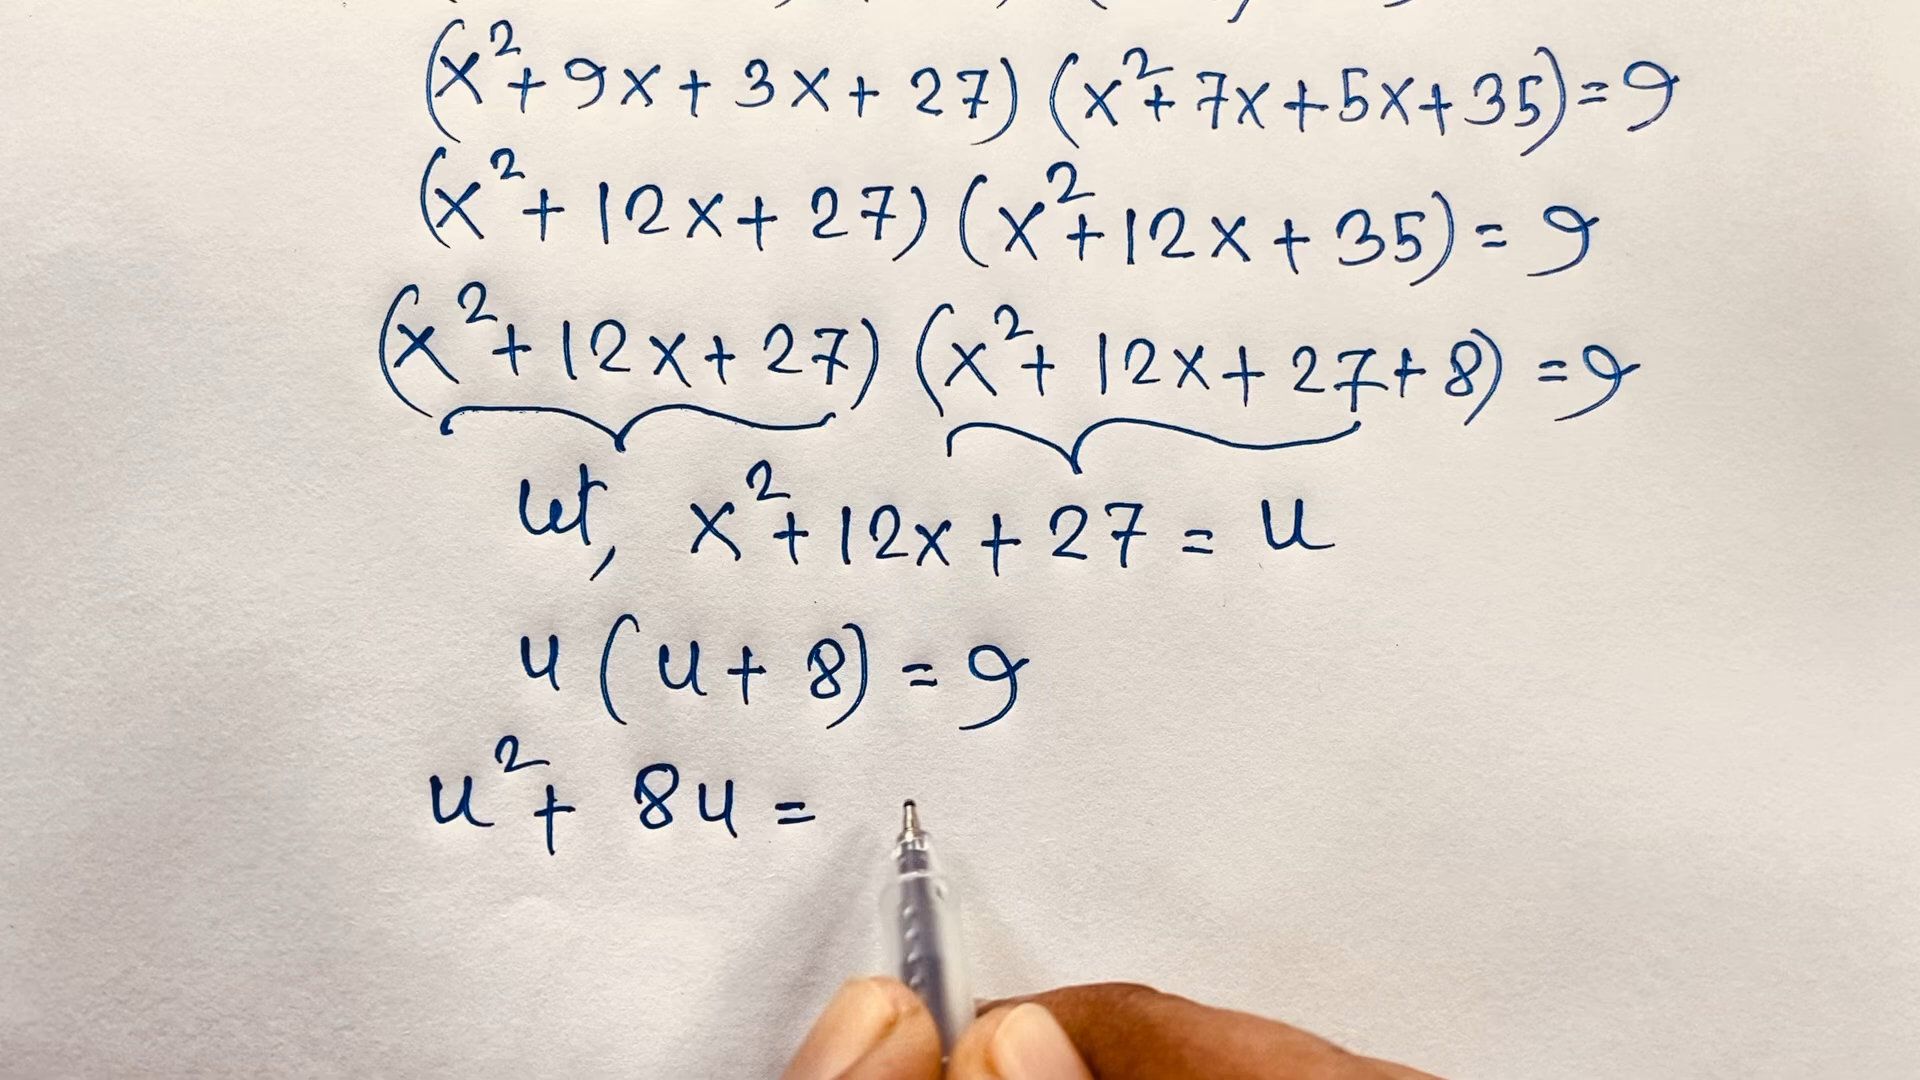 (x²+9x+3x+27)(x²+7x+5x+35)=9
(x²+12x+27)(x²+12x+35)=9
(x²+12x+27)(x²+12x+27+8)=9
let, x²+12x+27=u
u(u+8)=9
u²+8u=